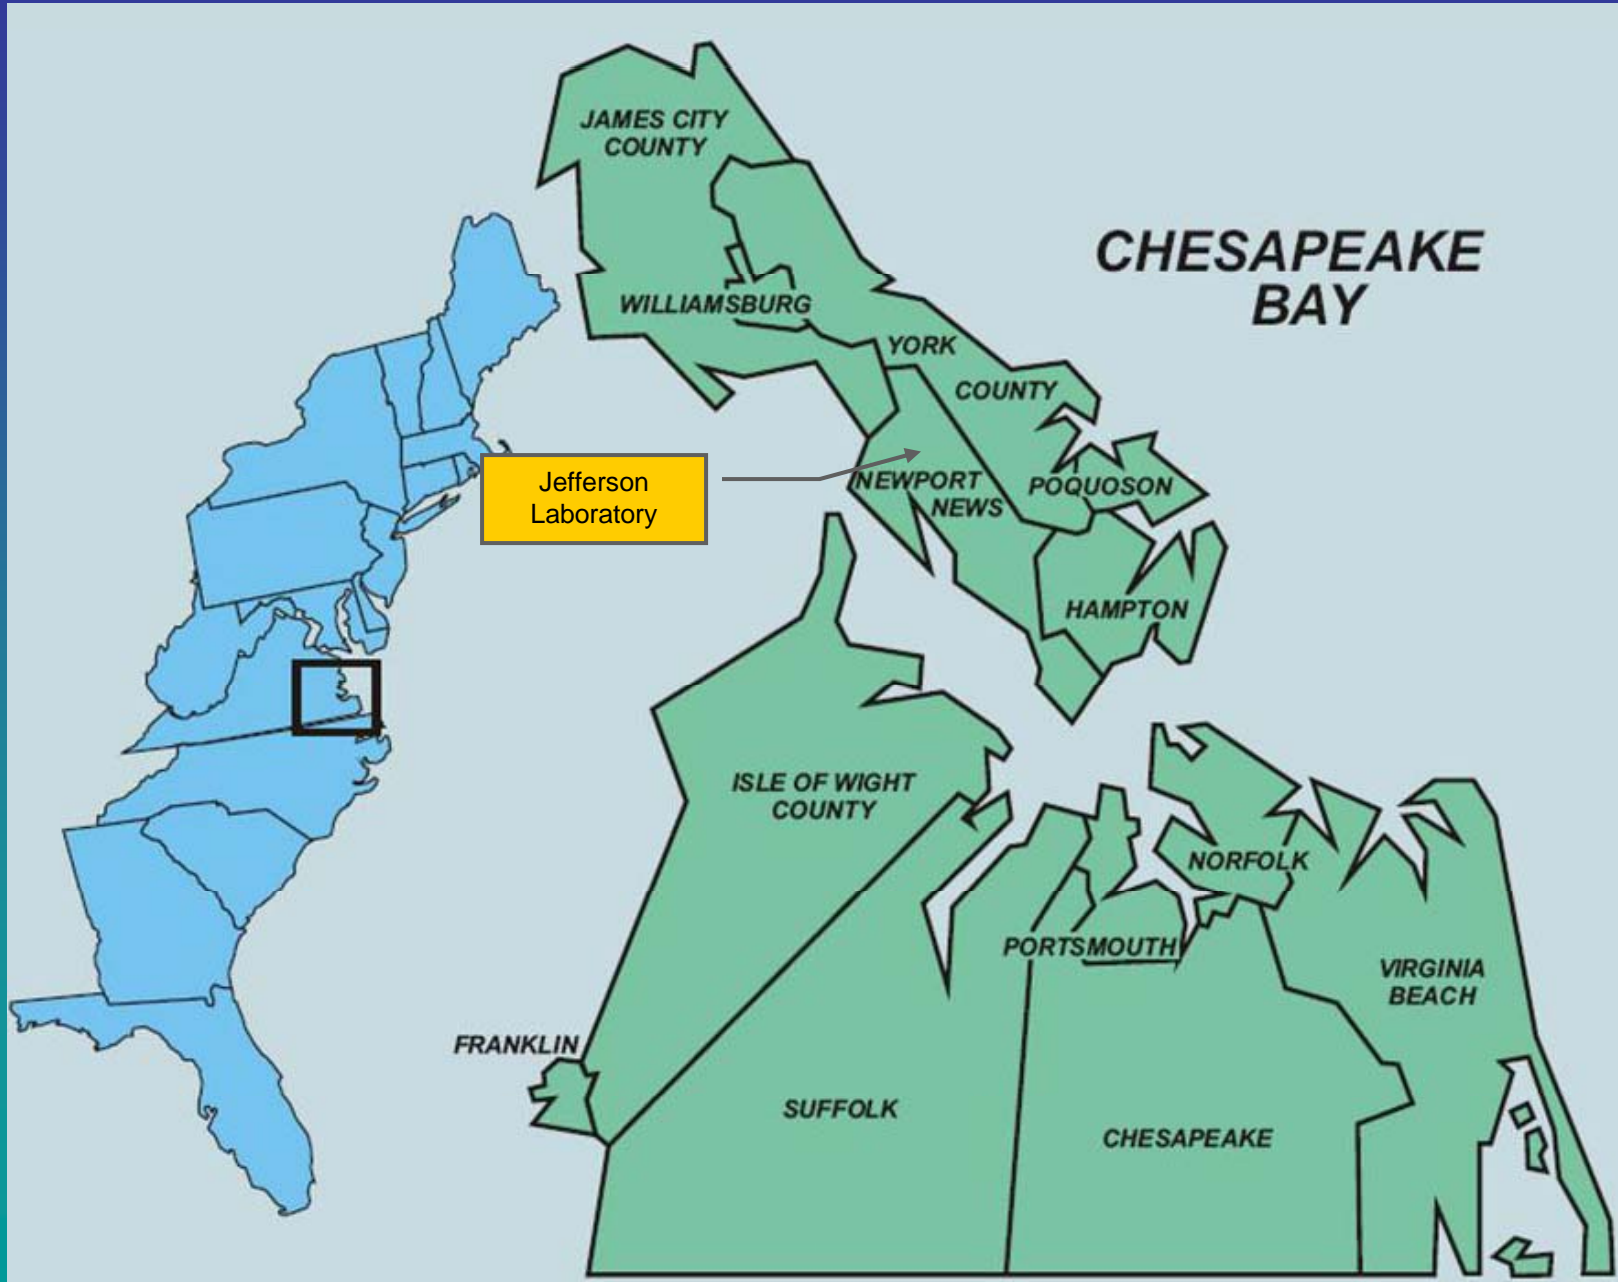 JAMES CITY
COUNTY
CHESAPEAKE
BAY
WILLIAMSBURG
YORK
COUNTY
Jefferson
Laboratory
NEWPORT
NEWS
POQUOSON
HAMPTON
ISLE OF WIGHT
COUNTY
NORFOLK
PORTSMOUTH
VIRGINIA
BEACH
FRANKLIN
SUFFOLK
CHESAPEAKE